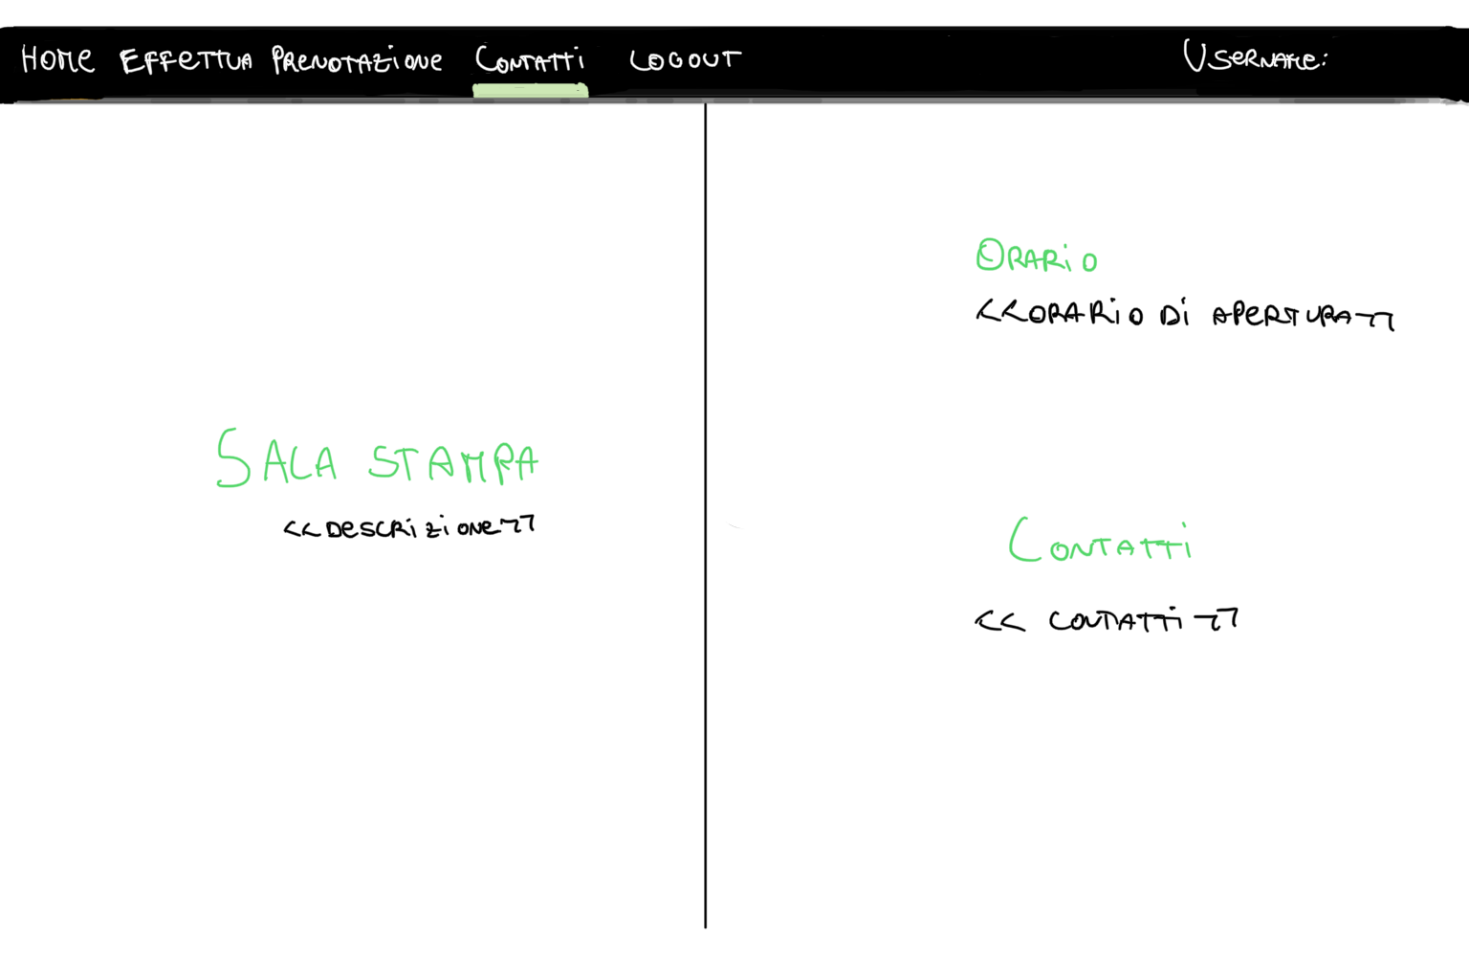 Home Effettua Prenotazione Contatti Logout Username:
Sala stampa
<<descrizione>>
Orario
<<orario di apertura>>
Contatti
<< contatti >>